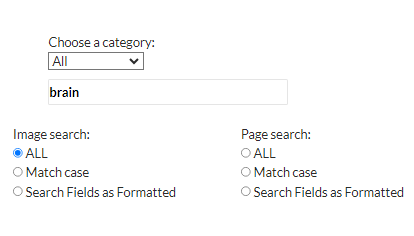 Choose a category:
All
brain
Image search:
ALL
Match case
Search Fields as Formatted
Page search:
ALL
Match case
Search Fields as Formatted